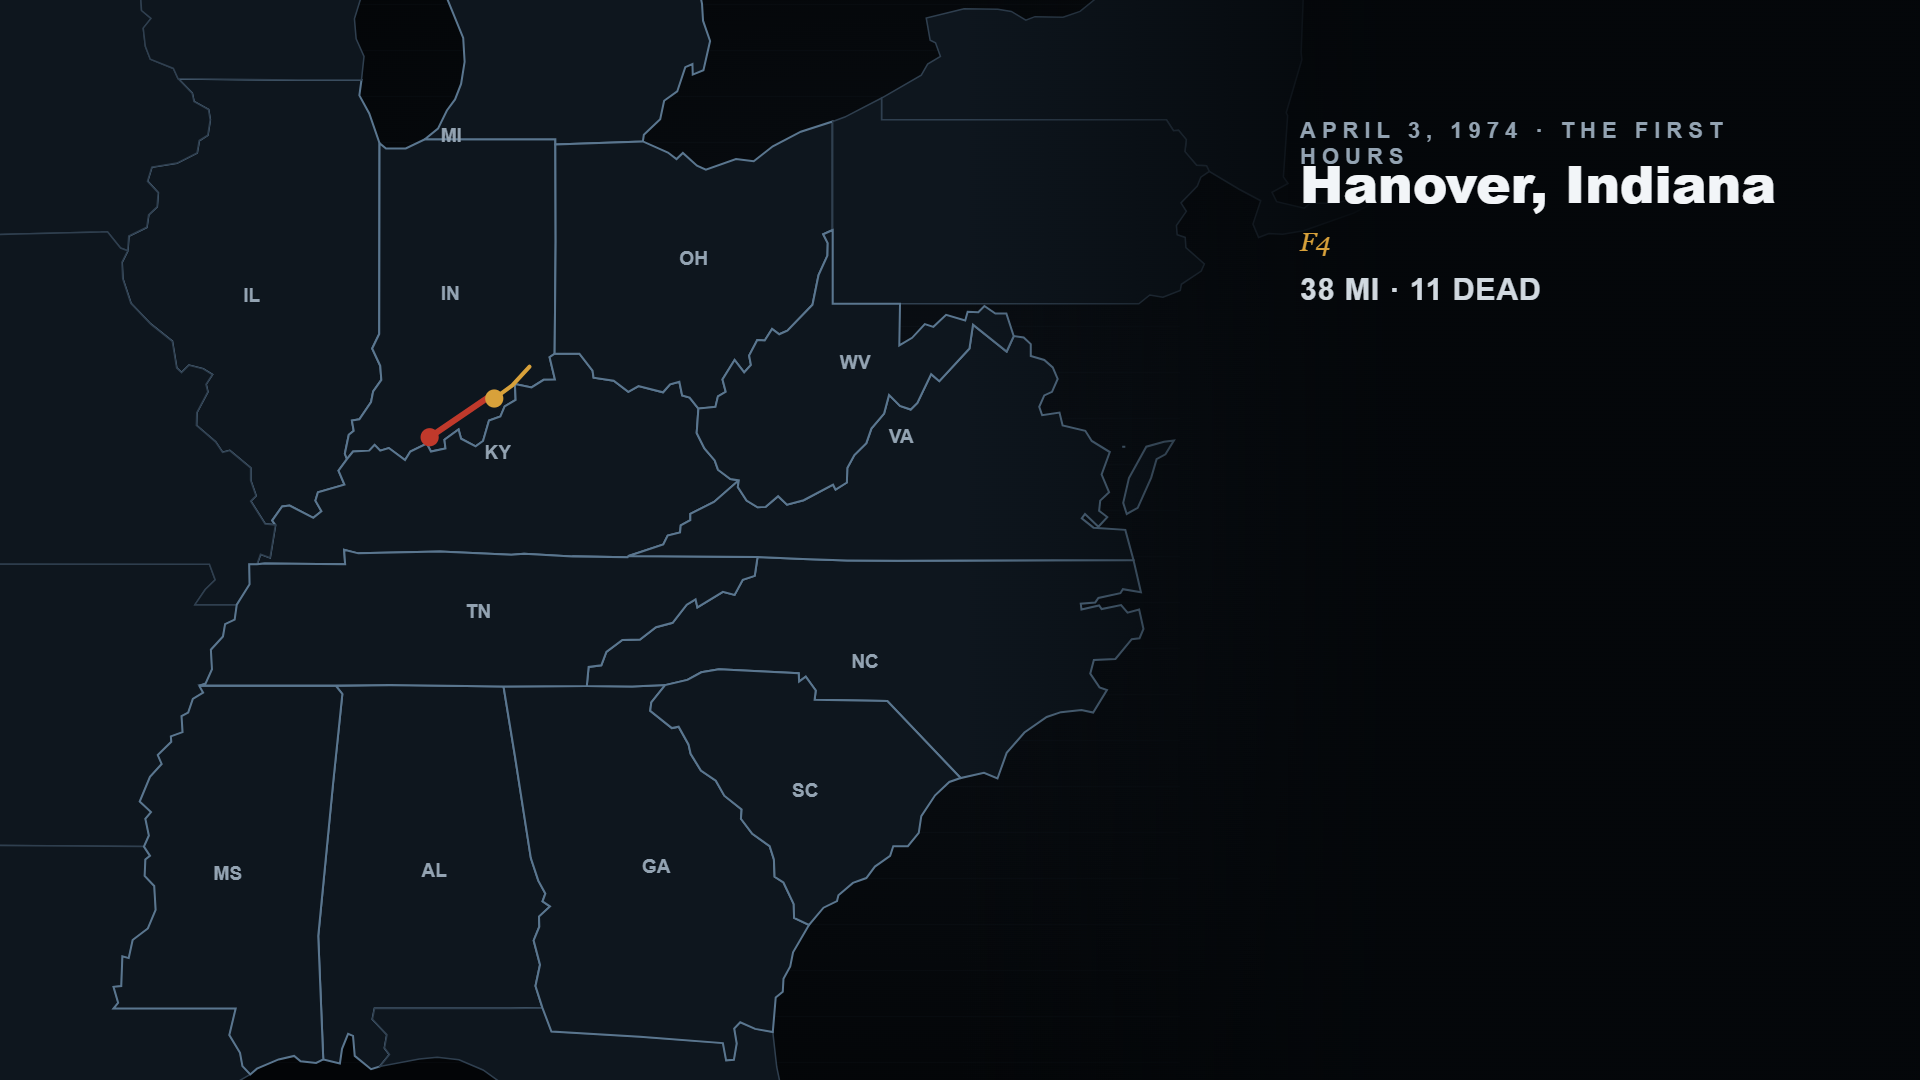 APRIL 3, 1974 · THE FIRST
HOURS
Hanover, Indiana
F4
38 MI · 11 DEAD
MI
OH
IN
IL
WV
VA
KY
TN
NC
SC
GA
AL
MS